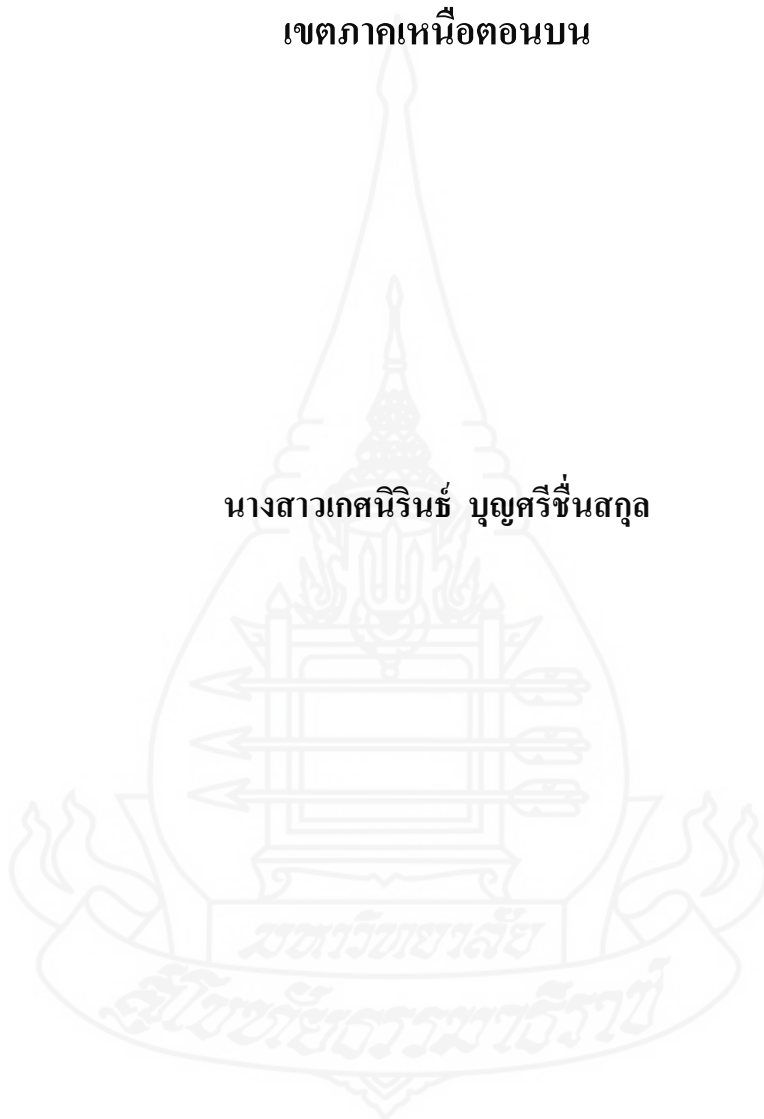 เขตภาคเหนือตอนบน
นางสาวเกศนิรินธ์ บุญศรีชื่นสกุล
มหาวิทยาลัย
สุโขทัยธรรมาธิราช